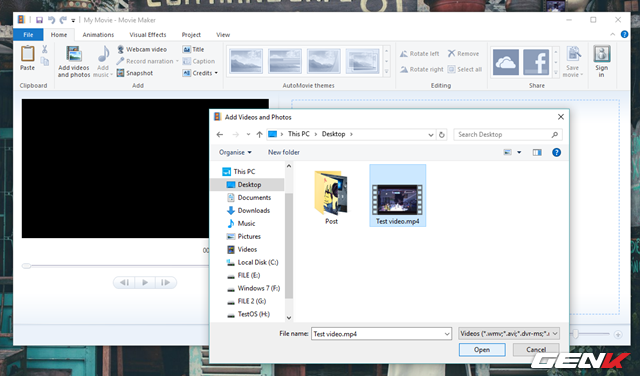 My Movie - Movie Maker
File Home Animations Visual Effects Project View
Paste
Clipboard
Add videos and photos
Add music
Webcam video
Record narration
Snapshot
Title
Caption
Credits
Add
AutoMovie themes
Rotate left
Rotate right
Remove
Select all
Editing
Share
Save movie
Sign in
Add Videos and Photos
This PC > Desktop >
Search Desktop
Organise
New folder
This PC
Desktop
Documents
Downloads
Music
Pictures
Videos
Local Disk (C:)
FILE (E:)
Windows 7 (F:)
FILE 2 (G:)
TestOS (H:)
Post
Test video.mp4
File name: Test video.mp4
Videos (*.wmv;*.avi;*.dvr-ms;*.
Open Cancel
GENK